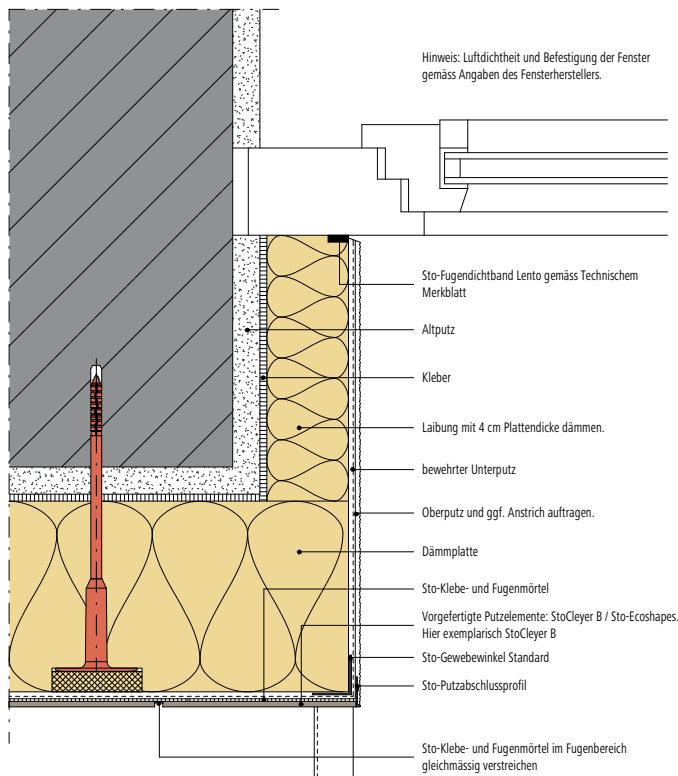 Hinweis: Luftdichtheit und Befestigung der Fenster
gemäss Angaben des Fensterherstellers.
Sto-Fugendichtband Lento gemäss Technischem
Merkblatt
Altputz
Kleber
Laibung mit 4 cm Plattendicke dämmen.
bewehrter Unterputz
Oberputz und ggf. Anstrich auftragen.
Dämmplatte
Sto-Klebe- und Fugenmörtel
Vorgefertigte Putzelemente: StoCleyer B / Sto-Ecoshapes.
Hier exemplarisch StoCleyer B
Sto-Gewebewinkel Standard
Sto-Putzabschlussprofil
Sto-Klebe- und Fugenmörtel im Fugenbereich
gleichmässig verstreichen